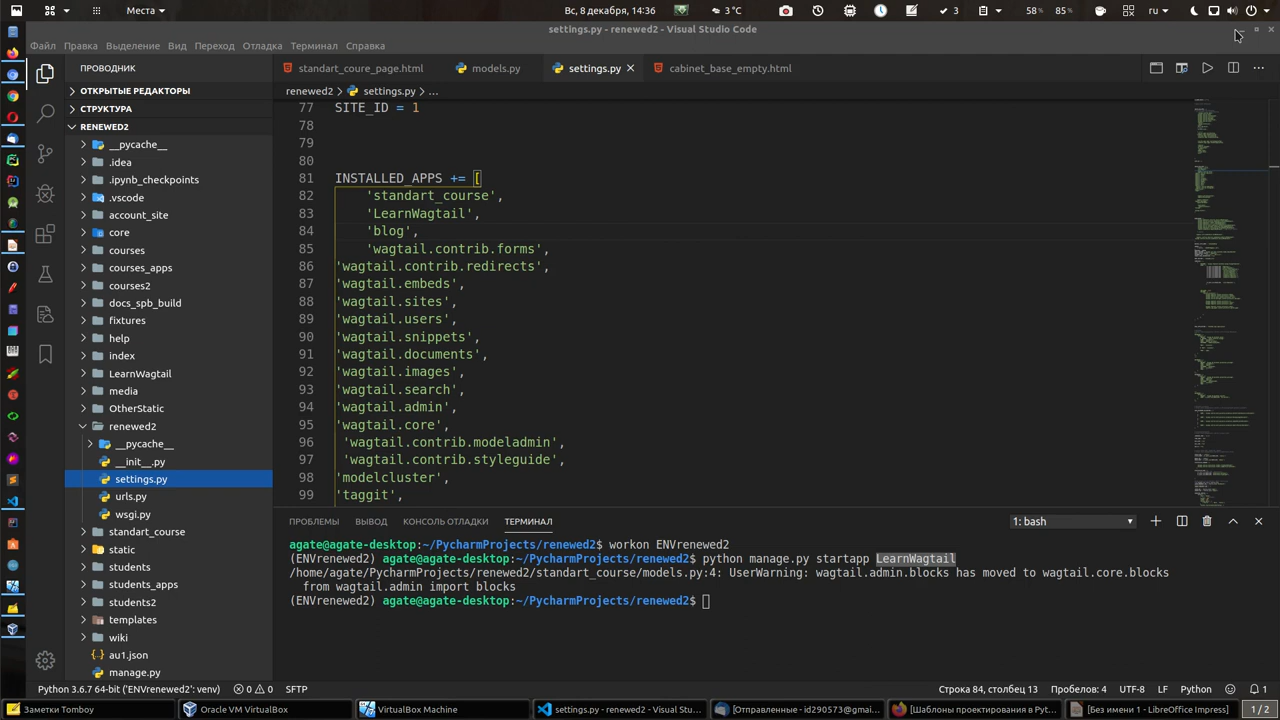 Места
Вс, 8 декабря, 14:36
3 °C
4
58%
85%
ru
settings.py - renewed2 - Visual Studio Code
Файл Правка Выделение Вид Переход Отладка Терминал Справка
ПРОВОДНИК
standart_coure_page.html
models.py
settings.py
cabinet_base_empty.html
ОТКРЫТЫЕ РЕДАКТОРЫ
СТРУКТУРА
RENEWED2
__pycache__
.idea
.ipynb_checkpoints
.vscode
account_site
core
courses
courses_apps
courses2
docs_spb_build
fixtures
help
index
LearnWagtail
media
OtherStatic
renewed2
__pycache__
__init__.py
settings.py
urls.py
wsgi.py
standart_course
static
students
students_apps
students2
templates
wiki
au1.json
manage.py
renewed2 > settings.py > ...
77 SITE_ID = 1
78
79
80
81 INSTALLED_APPS += [
82 'standart_course',
83 'LearnWagtail',
84 'blog',
85 'wagtail.contrib.forms',
86 'wagtail.contrib.redirects',
87 'wagtail.embeds',
88 'wagtail.sites',
89 'wagtail.users',
90 'wagtail.snippets',
91 'wagtail.documents',
92 'wagtail.images',
93 'wagtail.search',
94 'wagtail.admin',
95 'wagtail.core',
96 'wagtail.contrib.modeladmin',
97 'wagtail.contrib.styleguide',
98 'modelcluster',
99 'taggit',
ПРОБЛЕМЫ ВЫВОД КОНСОЛЬ ОТЛАДКИ ТЕРМИНАЛ
1: bash
agate@agate-desktop:~/PycharmProjects/renewed2$ workon ENVrenewed2
(ENVrenewed2) agate@agate-desktop:~/PycharmProjects/renewed2$ python manage.py startapp LearnWagtail
/home/agate/PycharmProjects/renewed2/standart_course/models.py:4: UserWarning: wagtail.admin.blocks has moved to wagtail.core.blocks
from wagtail.admin import blocks
(ENVrenewed2) agate@agate-desktop:~/PycharmProjects/renewed2$
Python 3.6.7 64-bit ('ENVrenewed2': venv)
0
0
SFTP
Строка 84, столбец 13
Пробелов: 4
UTF-8
LF
Python
1
Заметки Tomboy
Oracle VM VirtualBox
VirtualBox Machine
settings.py - renewed2 - Visual Studi...
[Отправленные - id290573@gmai...
[Шаблоны проектирования в Pyt...
[Без имени 1 - LibreOffice Impress]
1 / 2